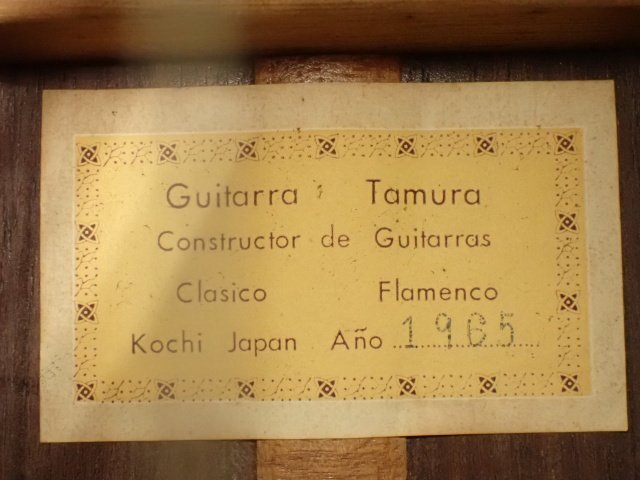 Guitarra Tamura
Constructor de Guitarras
Clasico Flamenco
Kochi Japan Año 1965